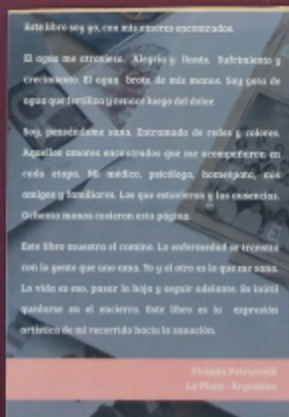 Este libro soy yo, con mis amores encontrados.
El agua me atraviesa. Alegría y llanto. Sufrimiento y
crecimiento. El agua brota de mis manos. Soy gota de
agua que fertiliza y renace luego del dolor.
Soy, pensándome sana. Entramado de redes y colores.
Aquellos amores encontrados que me acompañaron en
cada etapa. Mi médico, psicóloga, homeópata, mis
amigos y familiares. Los que estuvieron y las ausencias.
Ochenta manos cosieron esta página.
Este libro muestra el camino. La enfermedad se transita
con la gente que uno ama. Yo y el otro es lo que me sana.
La vida es eso, pasar la hoja y seguir adelante. Es inútil
quedarse en el encierro. Este libro es la expresión
artística de mi recorrido hacia la sanación.
Viviana Petruccelli
La Plata - Argentina